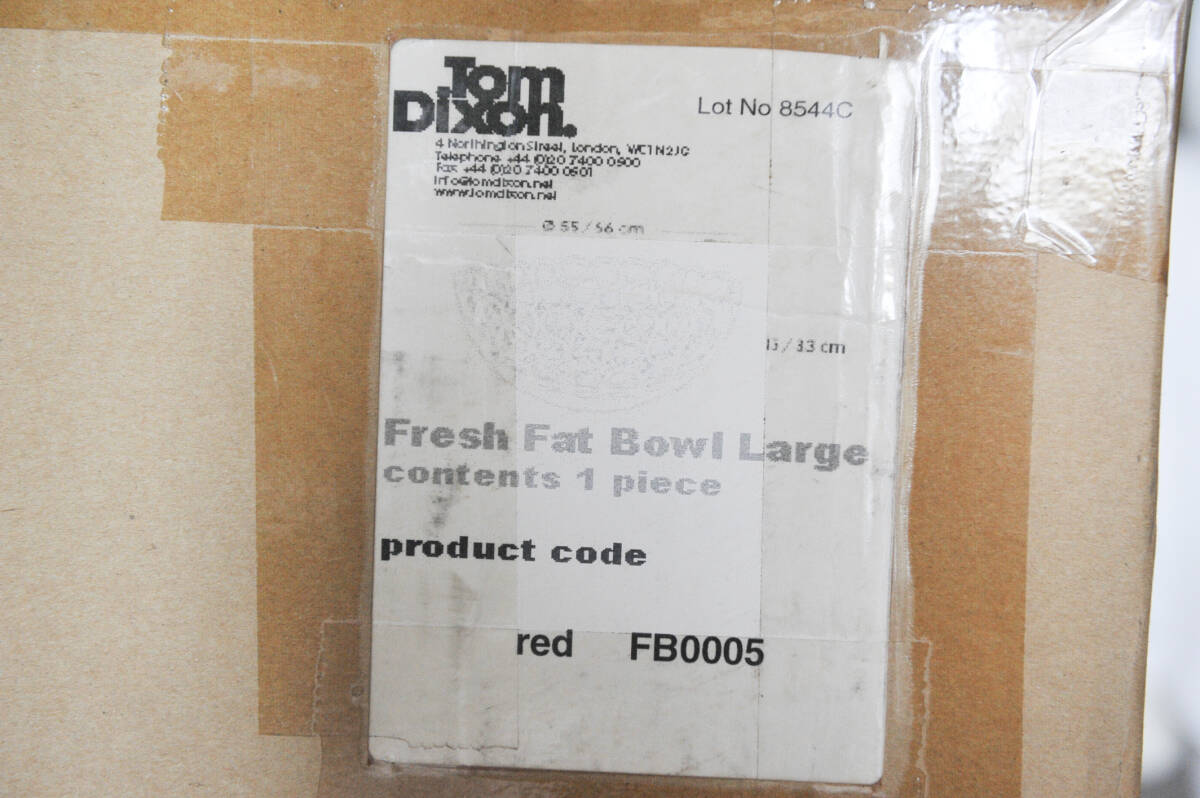 Tom
Dixon.
Lot No 8544C
4 Northington Street, London, WC1N 2JG
Telephone +44 (0)20 7400 0500
Fax +44 (0)20 7400 0501
info@tomdixon.net
www.tomdixon.net
Ø 55 / 66 cm
/ 33 cm
Fresh Fat Bowl Large
contents 1 piece
product code
red FB0005